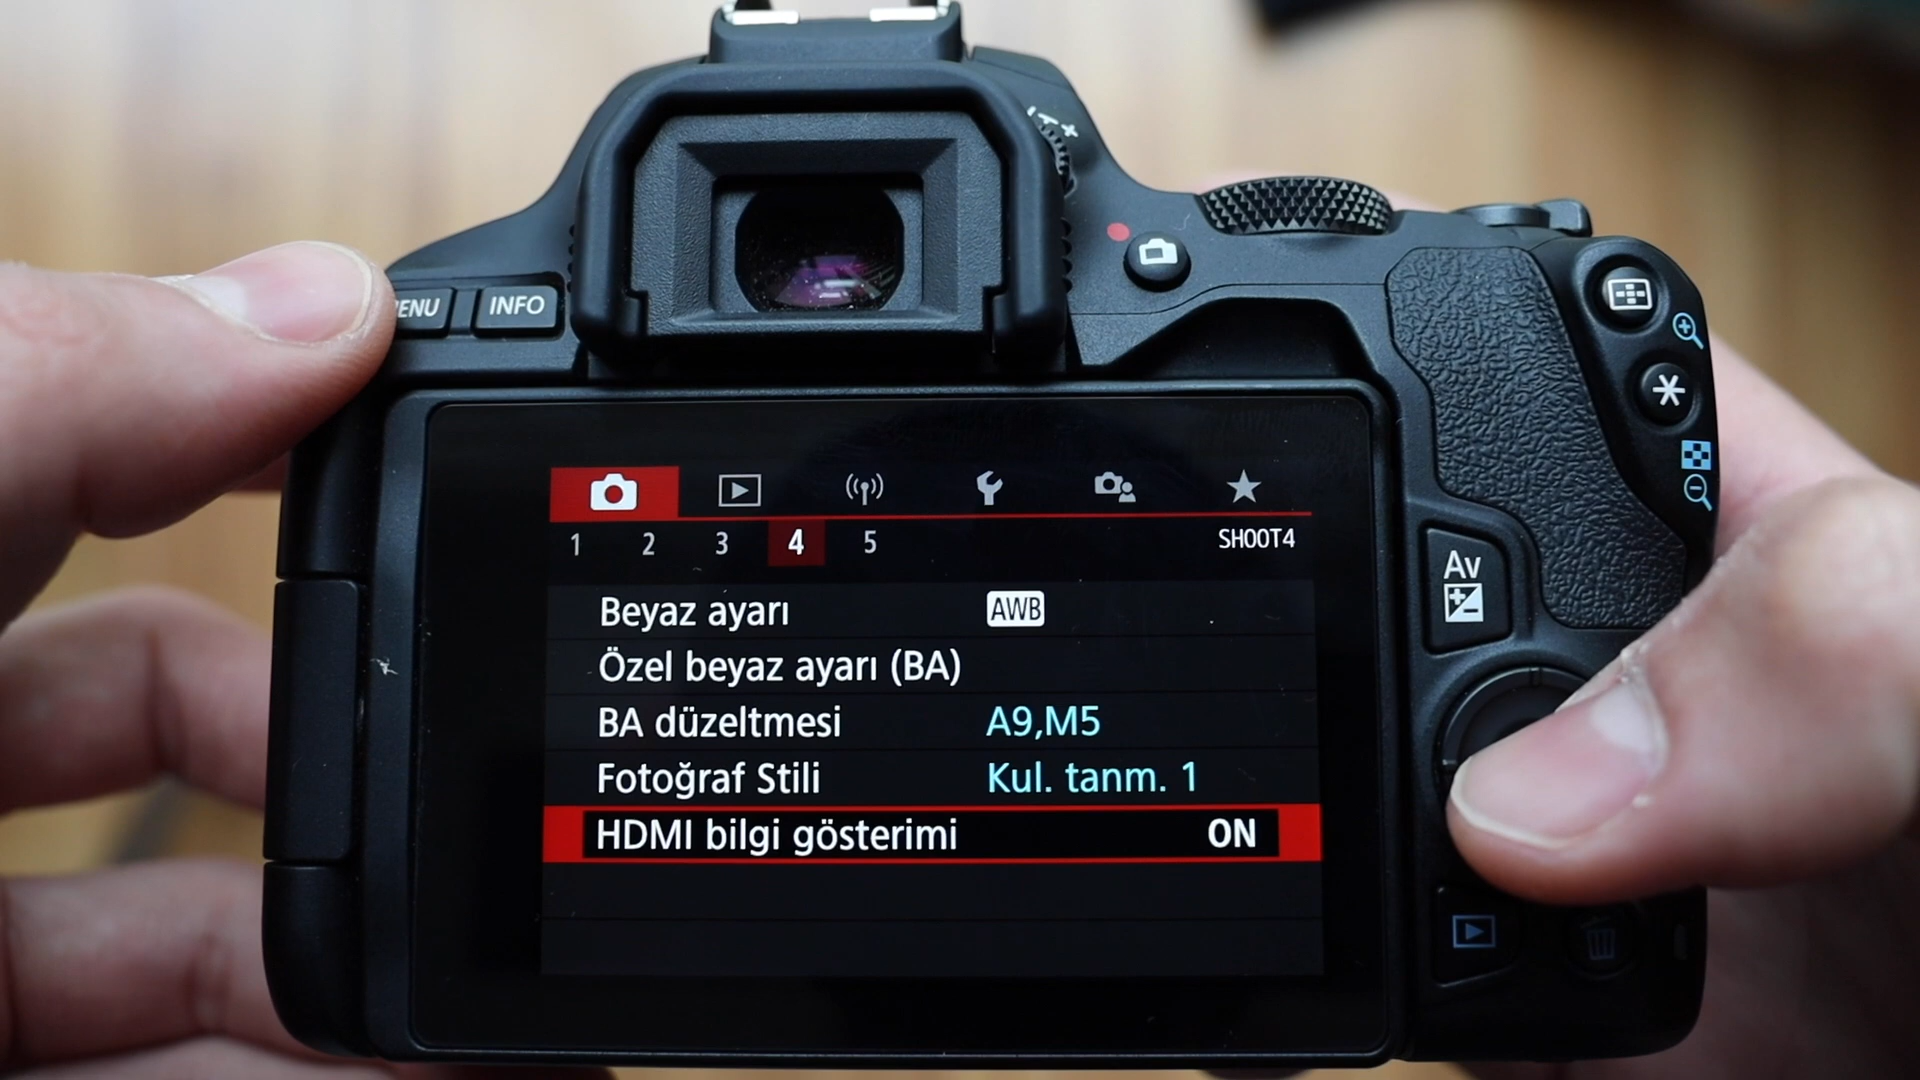 INFO
1 2 3 4 5 SHOOT4
Beyaz ayarı AWB
Özel beyaz ayarı (BA)
BA düzeltmesi A9,M5
Fotoğraf Stili Kul. tanm. 1
HDMI bilgi gösterimi ON
Av